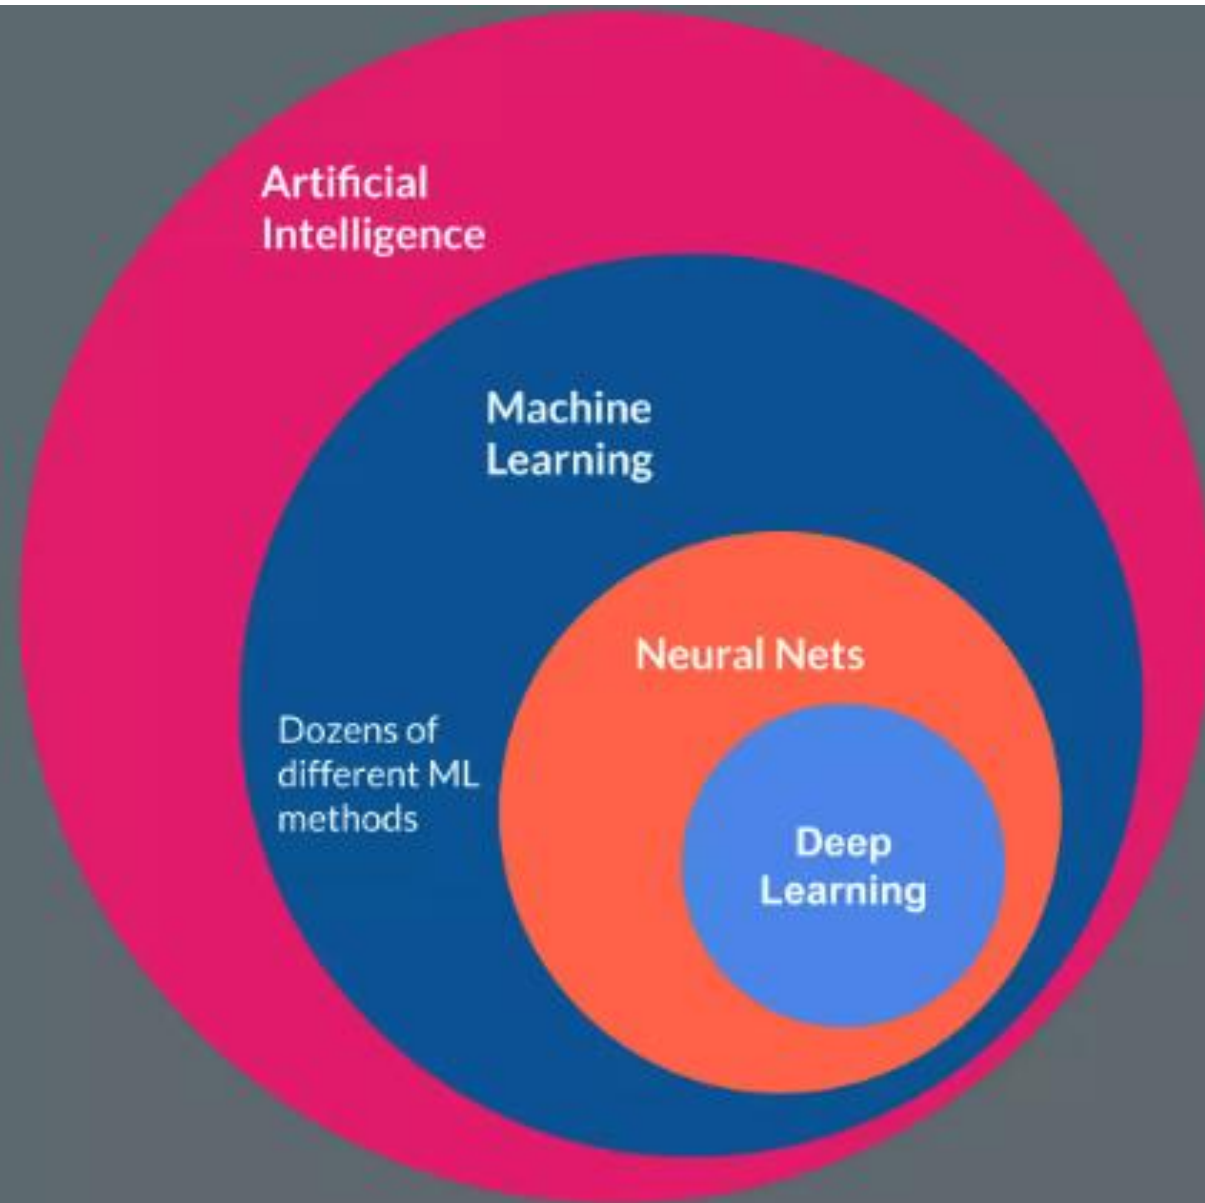 Artificial
Intelligence
Machine
Learning
Neural Nets
Dozens of
different ML
methods
Deep
Learning